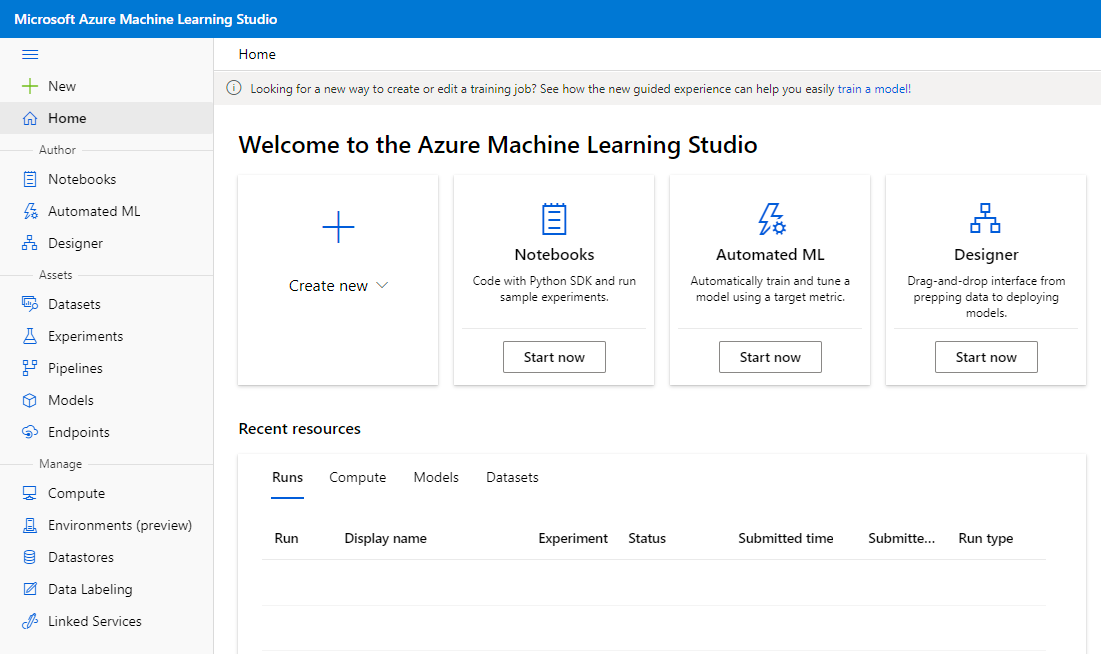 Microsoft Azure Machine Learning Studio
New
Home
Author
Notebooks
Automated ML
Designer
Assets
Datasets
Experiments
Pipelines
Models
Endpoints
Manage
Compute
Environments (preview)
Datastores
Data Labeling
Linked Services
Home
Looking for a new way to create or edit a training job? See how the new guided experience can help you easily train a model!
Welcome to the Azure Machine Learning Studio
Create new
Notebooks
Code with Python SDK and run
sample experiments.
Start now
Automated ML
Automatically train and tune a
model using a target metric.
Start now
Designer
Drag-and-drop interface from
prepping data to deploying
models.
Start now
Recent resources
Runs Compute Models Datasets
Run Display name Experiment Status Submitted time Submitte... Run type